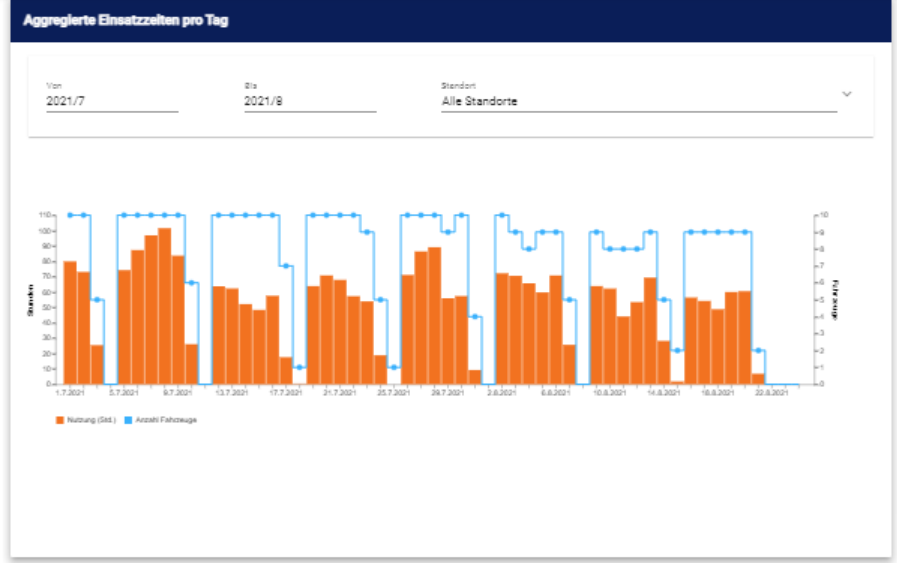 Aggregierte Einsatzzeiten pro Tag
Von
2021/7
Bis
2021/8
Standort
Alle Standorte
110
100
90
80
70
60
50
40
30
20
10
0
Stunden
10
9
8
7
6
5
4
3
2
1
0
Fahrzeuge
1.7.2021 5.7.2021 9.7.2021 13.7.2021 17.7.2021 21.7.2021 25.7.2021 29.7.2021 2.8.2021 6.8.2021 10.8.2021 14.8.2021 18.8.2021 22.8.2021
Nutzung (Std.) Anzahl Fahrzeuge